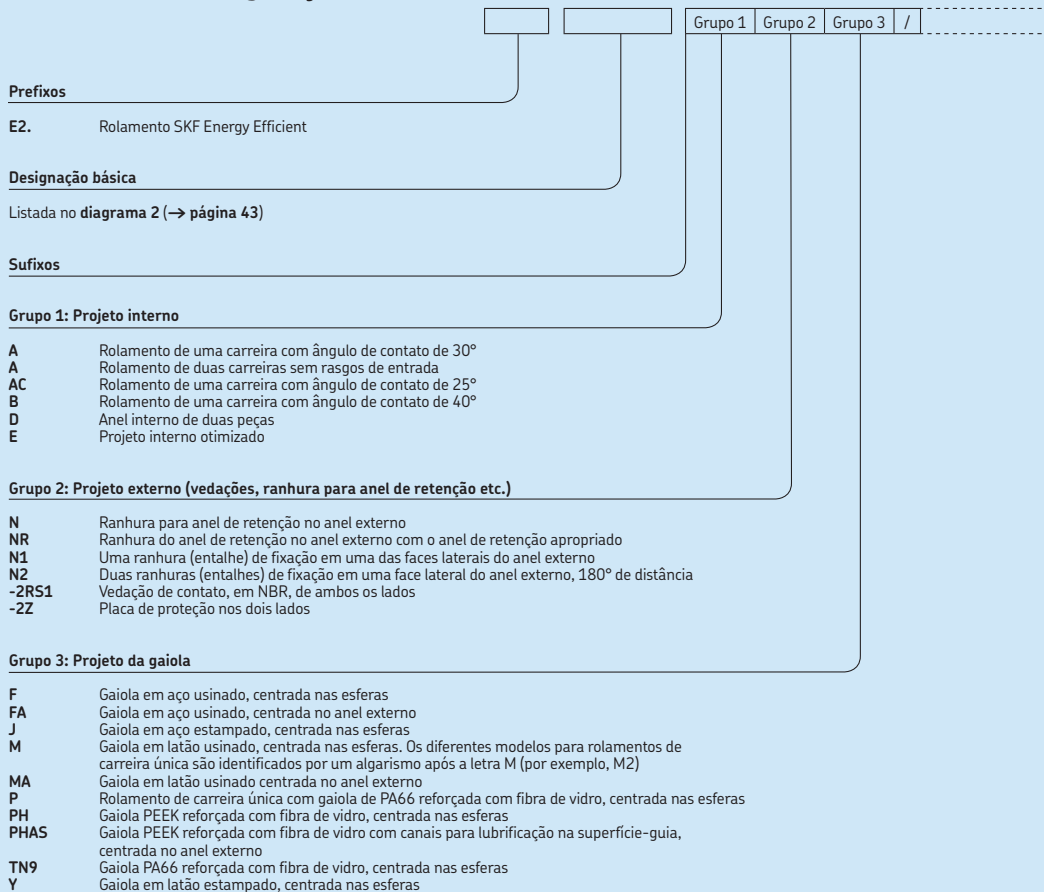 Grupo 1 Grupo 2 Grupo 3 /
Prefixos
E2. Rolamento SKF Energy Efficient
Designação básica
Listada no diagrama 2 (→ página 43)
Sufixos
Grupo 1: Projeto interno
A Rolamento de uma carreira com ângulo de contato de 30°
A Rolamento de duas carreiras sem rasgos de entrada
AC Rolamento de uma carreira com ângulo de contato de 25°
B Rolamento de uma carreira com ângulo de contato de 40°
D Anel interno de duas peças
E Projeto interno otimizado
Grupo 2: Projeto externo (vedações, ranhura para anel de retenção etc.)
N Ranhura para anel de retenção no anel externo
NR Ranhura do anel de retenção no anel externo com o anel de retenção apropriado
N1 Uma ranhura (entalhe) de fixação em uma das faces laterais do anel externo
N2 Duas ranhuras (entalhes) de fixação em uma face lateral do anel externo, 180° de distância
-2RS1 Vedação de contato, em NBR, de ambos os lados
-2Z Placa de proteção nos dois lados
Grupo 3: Projeto da gaiola
F Gaiola em aço usinado, centrada nas esferas
FA Gaiola em aço usinado, centrada no anel externo
J Gaiola em aço estampado, centrada nas esferas
M Gaiola em latão usinado, centrada nas esferas. Os diferentes modelos para rolamentos de
carreira única são identificados por um algarismo após a letra M (por exemplo, M2)
MA Gaiola em latão usinado centrada no anel externo
P Rolamento de carreira única com gaiola de PA66 reforçada com fibra de vidro, centrada nas esferas
PH Gaiola PEEK reforçada com fibra de vidro, centrada nas esferas
PHAS Gaiola PEEK reforçada com fibra de vidro com canais para lubrificação na superfície-guia,
centrada no anel externo
TN9 Gaiola PA66 reforçada com fibra de vidro, centrada nas esferas
Y Gaiola em latão estampado, centrada nas esferas